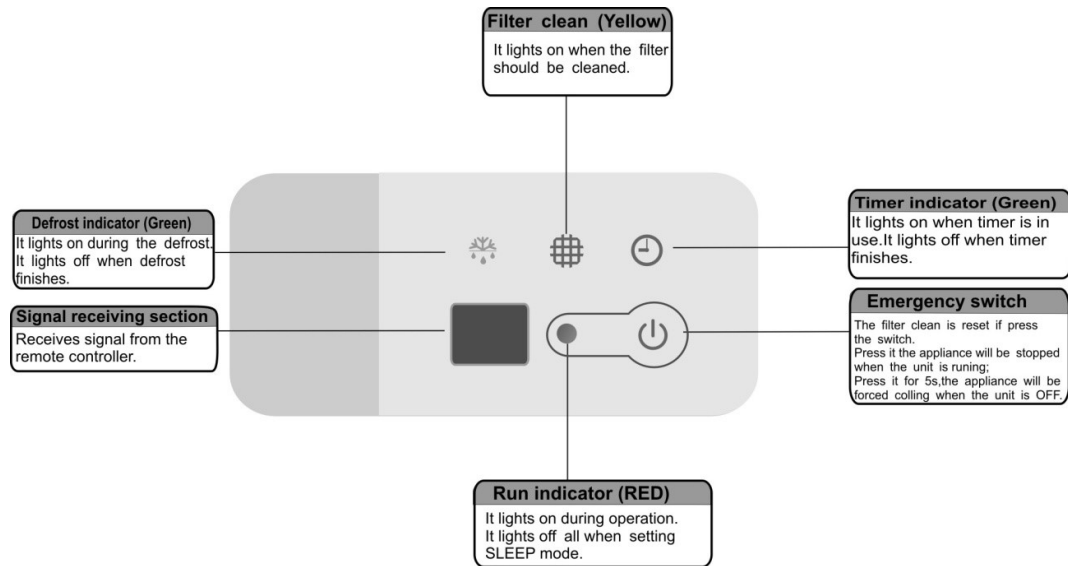 Filter clean (Yellow)
It lights on when the filter
should be cleaned.
Defrost indicator (Green)
It lights on during the defrost.
It lights off when defrost
finishes.
Signal receiving section
Receives signal from the
remote controller.
Timer indicator (Green)
It lights on when timer is in
use.It lights off when timer
finishes.
Emergency switch
The filter clean is reset if press
the switch.
Press it the appliance will be stopped
when the unit is runing;
Press it for 5s,the appliance will be
forced colling when the unit is OFF.
Run indicator (RED)
It lights on during operation.
It lights off all when setting
SLEEP mode.